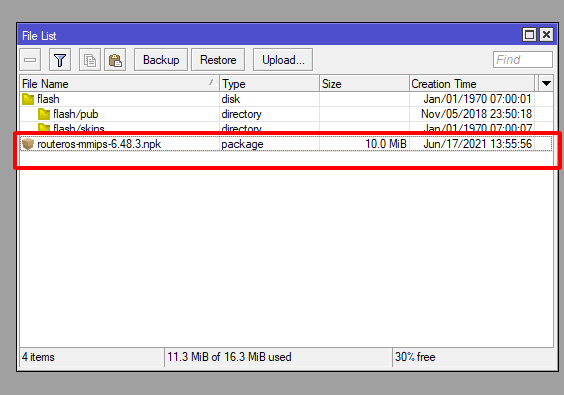 File List
Backup Restore Upload... Find
File Name Type Size Creation Time
flash disk Jan/01/1970 07:00:01
flash/pub directory Nov/05/2018 23:50:18
flash/skins directory Jan/01/1970 07:00:07
routeros-mmips-6.48.3.npk package 10.0 MiB Jun/17/2021 13:55:56
4 items 11.3 MiB of 16.3 MiB used 30% free